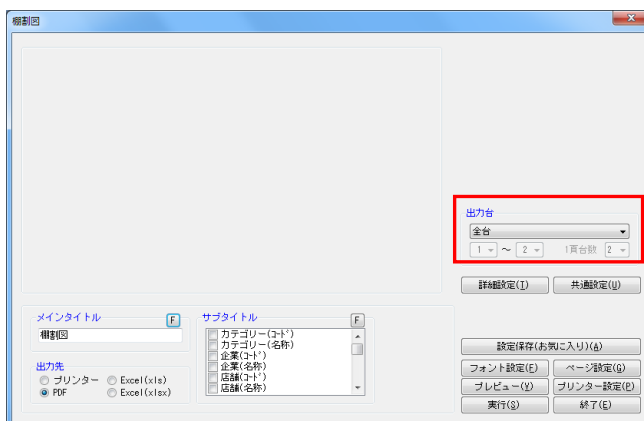 棚割図
出力台
全台
1 ～ 2 1頁台数 2
詳細設定(I) 共通設定(U)
メインタイトル F サブタイトル F
棚割図
カテゴリー(コード)
カテゴリー(名称)
企業(コード)
企業(名称)
店舗(コード)
店舗(名称)
出力先
プリンター Excel(xls)
PDF Excel(xlsx)
設定保存(お気に入り)(A)
フォント設定(F) ページ設定(G)
プレビュー(V) プリンター設定(P)
実行(S) 終了(E)